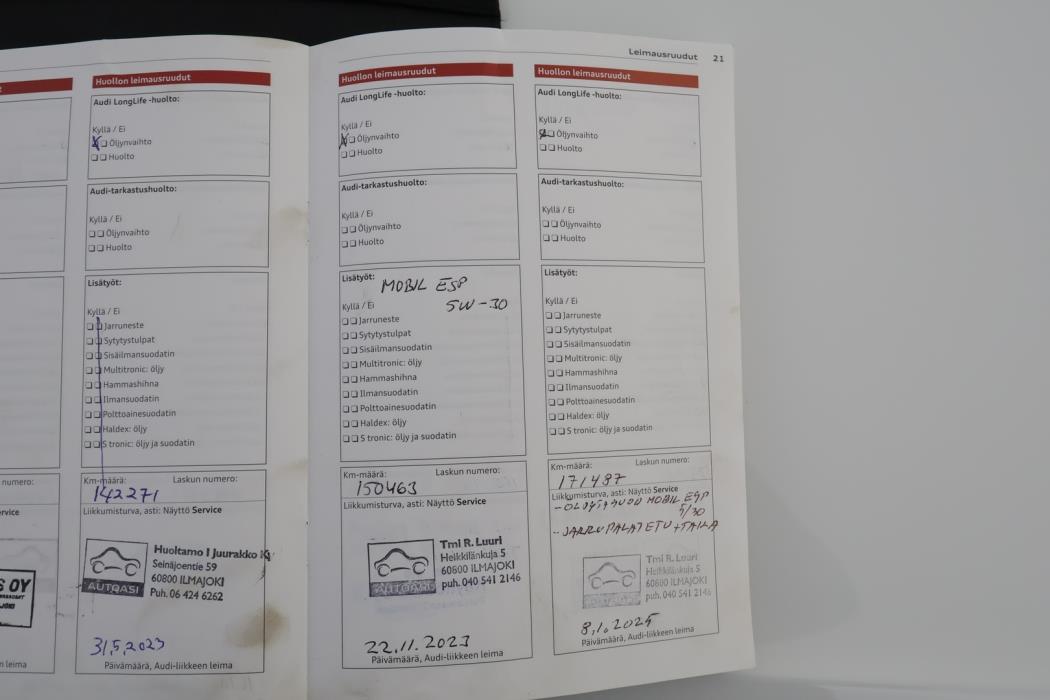 Leimausruudut 21
Huollon leimausruudut
Audi LongLife -huolto:
Kyllä / Ei
Öljynvaihto
Huolto
Audi-tarkastushuolto:
Kyllä / Ei
Öljynvaihto
Huolto
Lisätyöt:
Kyllä / Ei
Jarruneste
Sytytystulpat
Sisäilmansuodatin
Multitronic: öljy
Hammashihna
Ilmansuodatin
Polttoainesuodatin
Haldex: öljy
S tronic: öljy ja suodatin
numero:
Km-määrä: Laskun numero:
142271
Liikkumisturva, asti: Näyttö Service
rvice
S OY
Huoltamo I Juurakko Ky
Seinäjoentie 59
60800 ILMAJOKI
Puh. 06 424 6262
AUTOASI
31,5,2023
n leima
Päivämäärä, Audi-liikkeen leima
Huollon leimausruudut
Audi LongLife -huolto:
Kyllä / Ei
Öljynvaihto
Huolto
Audi-tarkastushuolto:
Kyllä / Ei
Öljynvaihto
Huolto
Lisätyöt:
MOBIL ESP
5W-30
Kyllä / Ei
Jarruneste
Sytytystulpat
Sisäilmansuodatin
Multitronic: öljy
Hammashihna
Ilmansuodatin
Polttoainesuodatin
Haldex: öljy
S tronic: öljy ja suodatin
Km-määrä: Laskun numero:
150463
Liikkumisturva, asti: Näyttö Service
Tmi R. Luuri
Heikkilänkuja 5
60800 ILMAJOKI
puh. 040 541 2146
AUTOASI
22.11.2023
Päivämäärä, Audi-liikkeen leima
Huollon leimausruudut
Audi LongLife -huolto:
Kyllä / Ei
Öljynvaihto
Huolto
Audi-tarkastushuolto:
Kyllä / Ei
Öljynvaihto
Huolto
Lisätyöt:
Kyllä / Ei
Jarruneste
Sytytystulpat
Sisäilmansuodatin
Multitronic: öljy
Hammashihna
Ilmansuodatin
Polttoainesuodatin
Haldex: öljy
S tronic: öljy ja suodatin
Km-määrä: Laskun numero:
171487
Liikkumisturva, asti: Näyttö Service
MOBIL ESP
5/30
- JARRUPALAT ETU + TAKA
Tmi R. Luuri
Heikkilänkuja 5
60800 ILMAJOKI
puh. 040 541 2146
8,1.2025
Päivämäärä, Audi-liikkeen leima